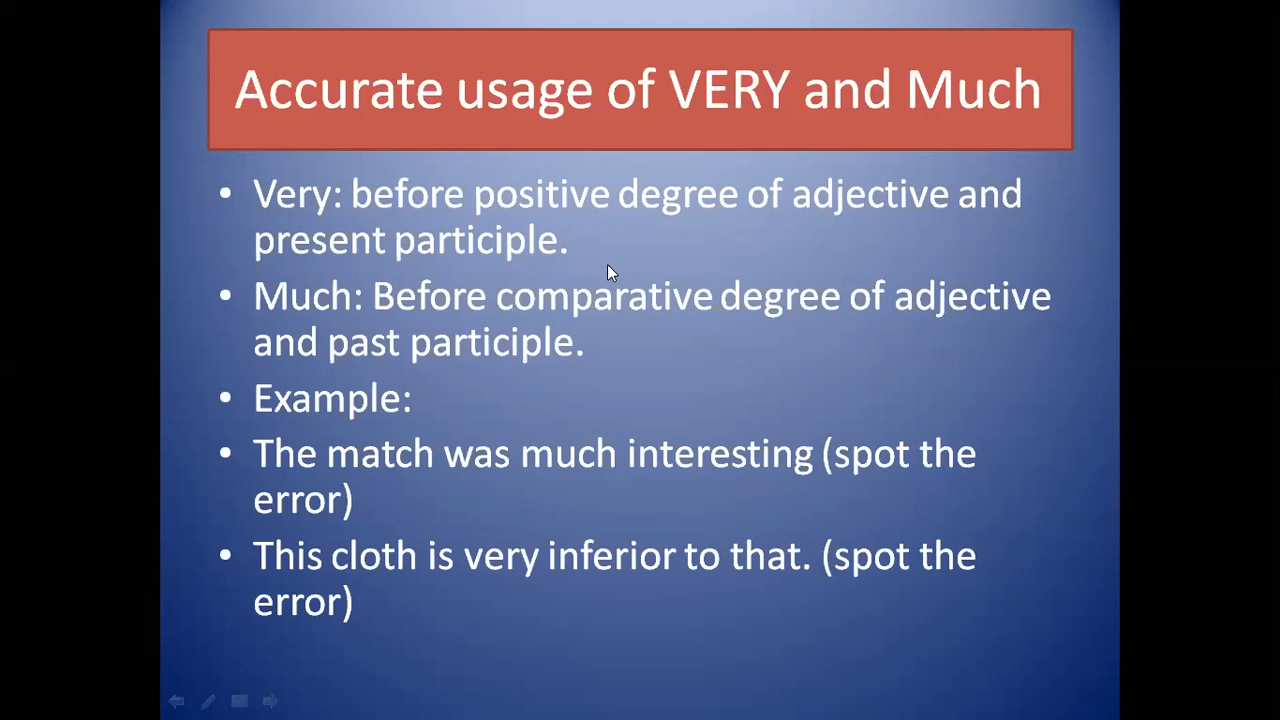 Accurate usage of VERY and Much
• Very: before positive degree of adjective and
present participle.
• Much: Before comparative degree of adjective
and past participle.
• Example:
• The match was much interesting (spot the
error)
• This cloth is very inferior to that. (spot the
error)